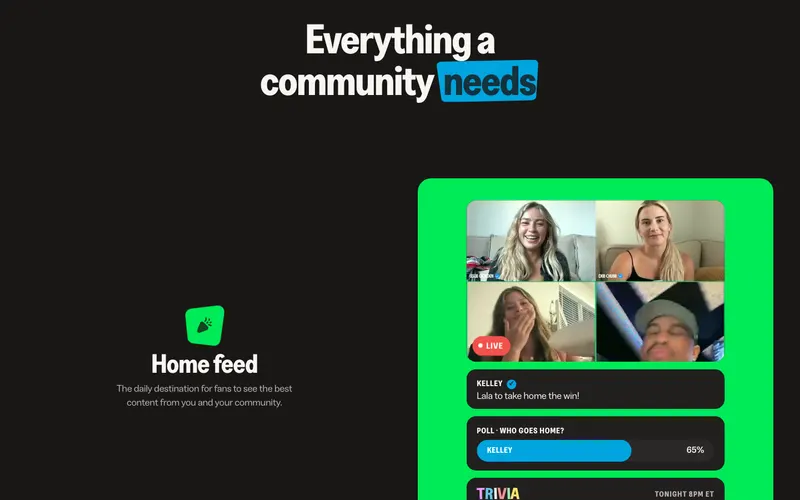 Everything a
community needs
Home feed
The daily destination for fans to see the best
content from you and your community.
LIVE
KELLEY
Lala to take home the win!
POLL · WHO GOES HOME?
KELLEY
65%
TRIVIA
TONIGHT 8PM ET